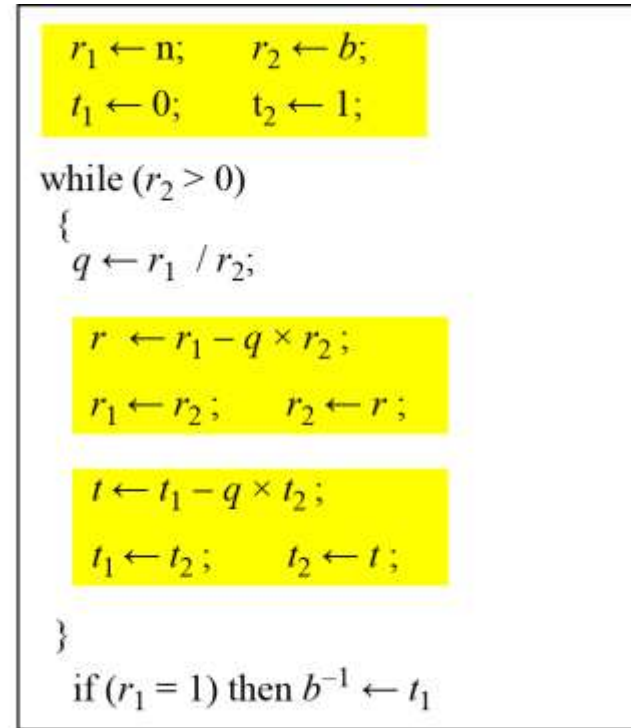 r₁ ← n; r₂ ← b;
t₁ ← 0; t₂ ← 1;
while (r₂ > 0)
{
q ← r₁ / r₂;
r ← r₁ – q × r₂ ;
r₁ ← r₂ ; r₂ ← r ;
t ← t₁ – q × t₂ ;
t₁ ← t₂ ; t₂ ← t ;
}
if (r₁ = 1) then b⁻¹ ← t₁